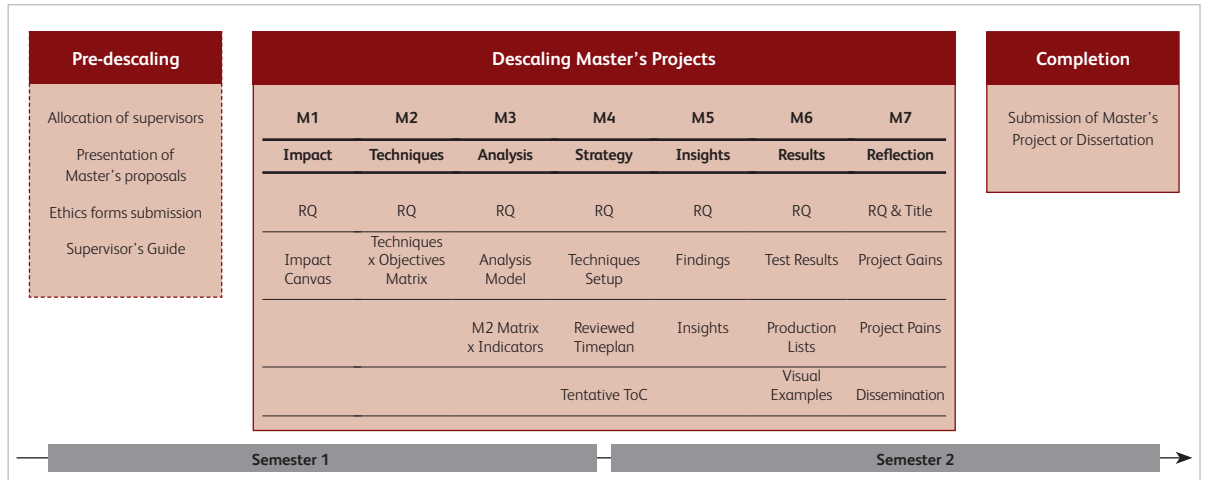 Pre-descaling
Allocation of supervisors
Presentation of
Master's proposals
Ethics forms submission
Supervisor's Guide
Descaling Master's Projects
M1 M2 M3 M4 M5 M6 M7
Impact Techniques Analysis Strategy Insights Results Reflection
RQ RQ RQ RQ RQ RQ RQ & Title
Impact
Canvas
Techniques
x Objectives
Matrix
Analysis
Model
Techniques
Setup
Findings
Test Results
Project Gains
M2 Matrix
x Indicators
Reviewed
Timeplan
Insights
Production
Lists
Project Pains
Tentative ToC
Visual
Examples
Dissemination
Completion
Submission of Master's
Project or Dissertation
Semester 1
Semester 2